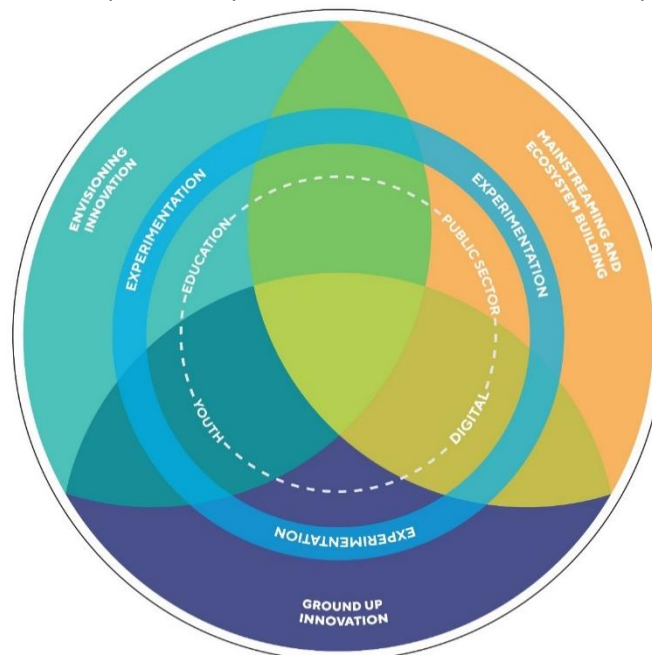 ENVISIONING
INNOVATION
MAINSTREAMING AND
ECOSYSTEM BUILDING
EXPERIMENTATION
EXPERIMENTATION
EDUCATION
PUBLIC SECTOR
YOUTH
DIGITAL
EXPERIMENTATION
GROUND UP
INNOVATION